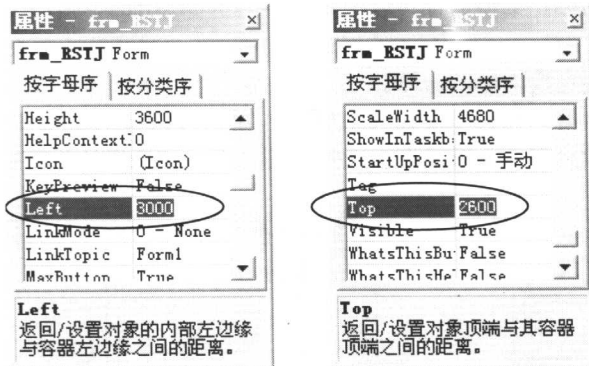 属性 - frm_RSTJ
frm_RSTJ Form
按字母序 按分类序
Height 3600
HelpContext: 0
Icon (Icon)
KeyPreview False
Left 3000
LinkMode 0 - None
LinkTopic Form1
MaxButton True
Left
返回/设置对象的内部左边缘
与容器左边缘之间的距离。
属性 - frm_RSTJ
frm_RSTJ Form
按字母序 按分类序
ScaleWidth 4680
ShowInTaskb True
StartUpPosi 0 - 手动
Tag
Top 2600
Visible True
WhatsThisBu False
WhatsThisHe False
Top
返回/设置对象顶端与其容器
顶端之间的距离。